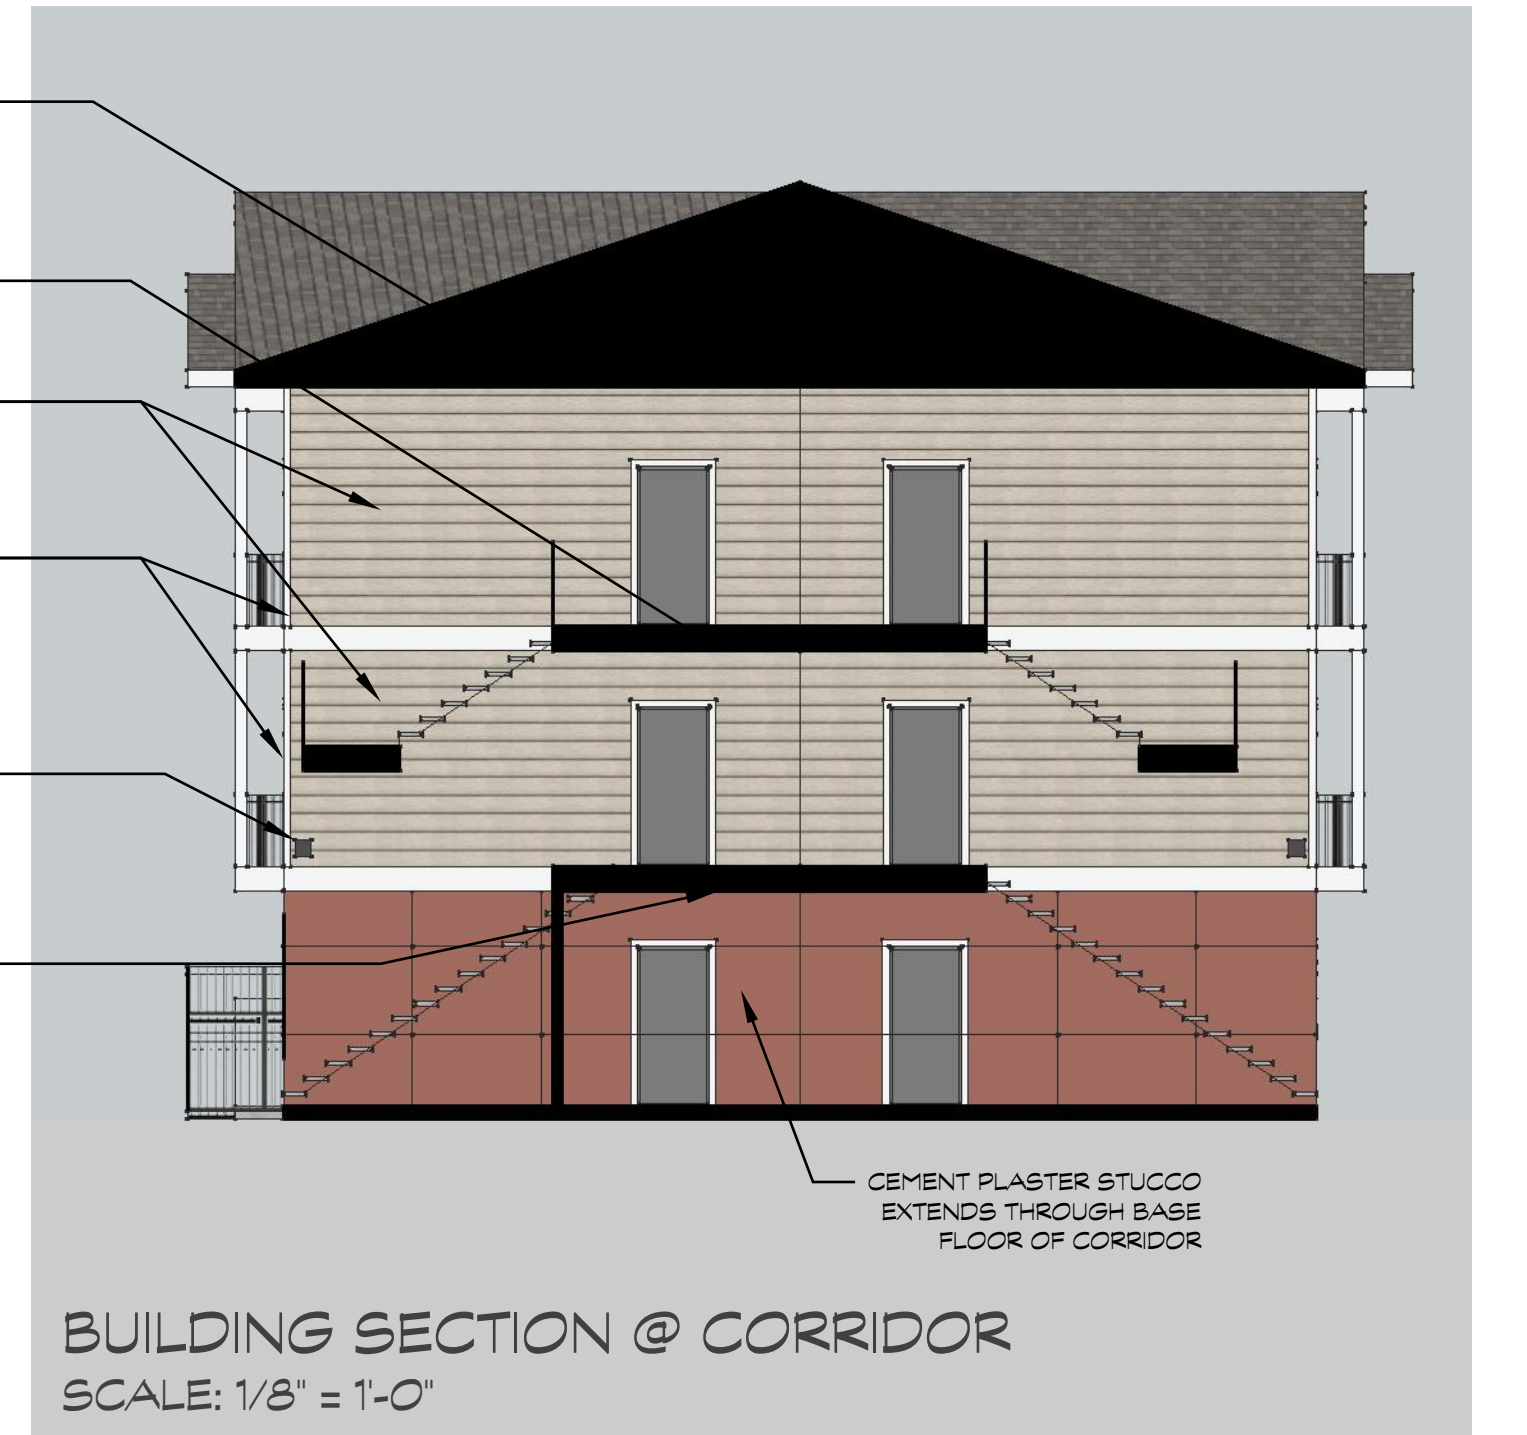 CEMENT PLASTER STUCCO
EXTENDS THROUGH BASE
FLOOR OF CORRIDOR
BUILDING SECTION @ CORRIDOR
SCALE: 1/8" = 1'-0"